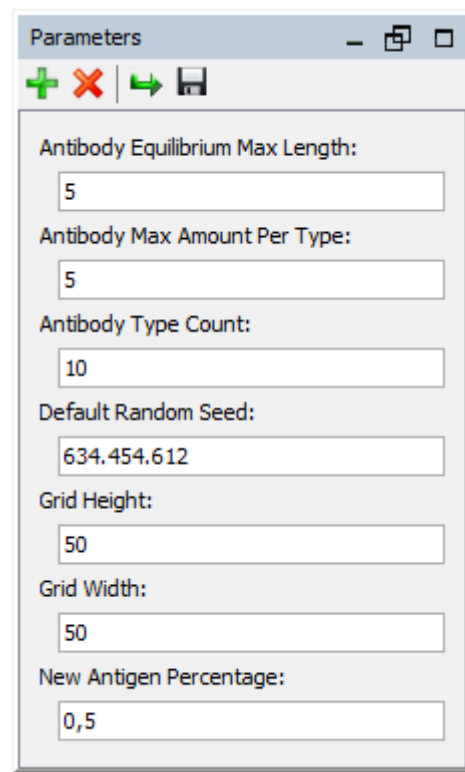 Parameters
Antibody Equilibrium Max Length:
5
Antibody Max Amount Per Type:
5
Antibody Type Count:
10
Default Random Seed:
634.454.612
Grid Height:
50
Grid Width:
50
New Antigen Percentage:
0,5